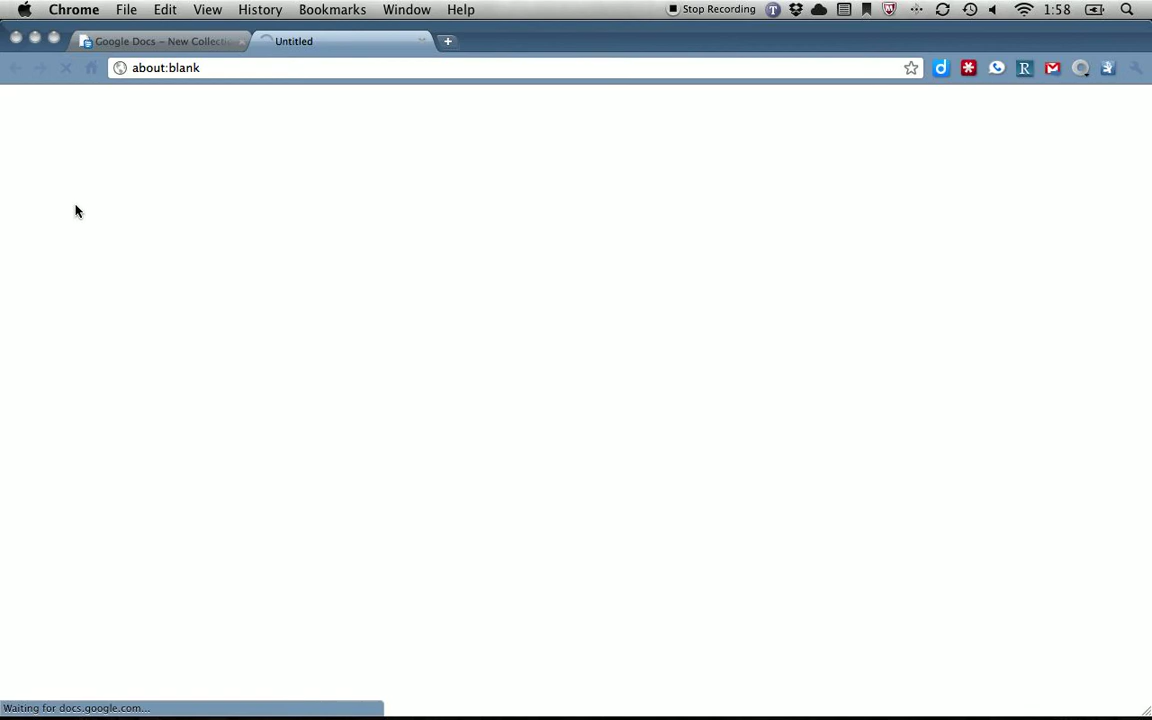 Chrome File Edit View History Bookmarks Window Help Stop Recording 1:58
Google Docs – New Collecti Untitled
about:blank
Waiting for docs.google.com...